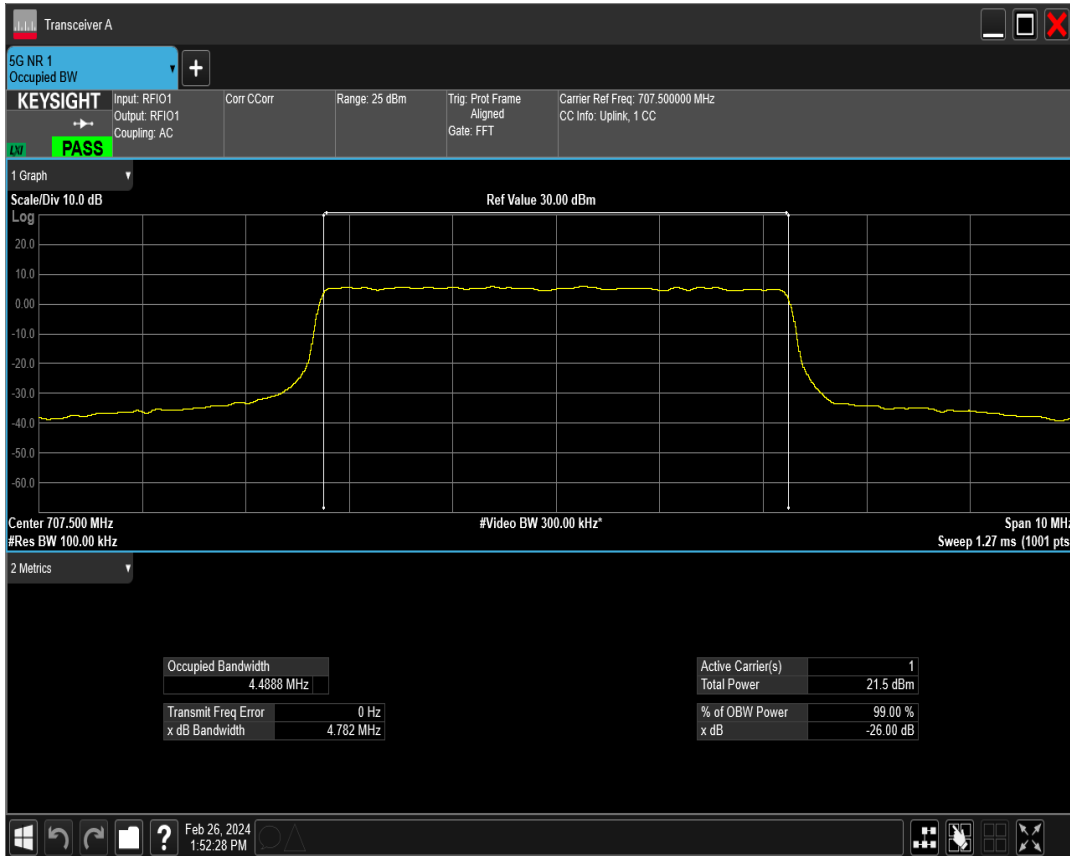 Transceiver A
5G NR 1
Occupied BW
KEYSIGHT
LXI
PASS
Input: RFIO1
Output: RFIO1
Coupling: AC
Corr CCorr
Range: 25 dBm
Trig: Prot Frame
Aligned
Gate: FFT
Carrier Ref Freq: 707.500000 MHz
CC Info: Uplink, 1 CC
1 Graph
Scale/Div 10.0 dB
Ref Value 30.00 dBm
Log
20.0
10.0
0.00
-10.0
-20.0
-30.0
-40.0
-50.0
-60.0
Center 707.500 MHz
#Video BW 300.00 kHz*
Span 10 MHz
#Res BW 100.00 kHz
Sweep 1.27 ms (1001 pts
2 Metrics
Occupied Bandwidth
4.4888 MHz
Transmit Freq Error 0 Hz
x dB Bandwidth 4.782 MHz
Active Carrier(s) 1
Total Power 21.5 dBm
% of OBW Power 99.00 %
x dB -26.00 dB
?
Feb 26, 2024
1:52:28 PM